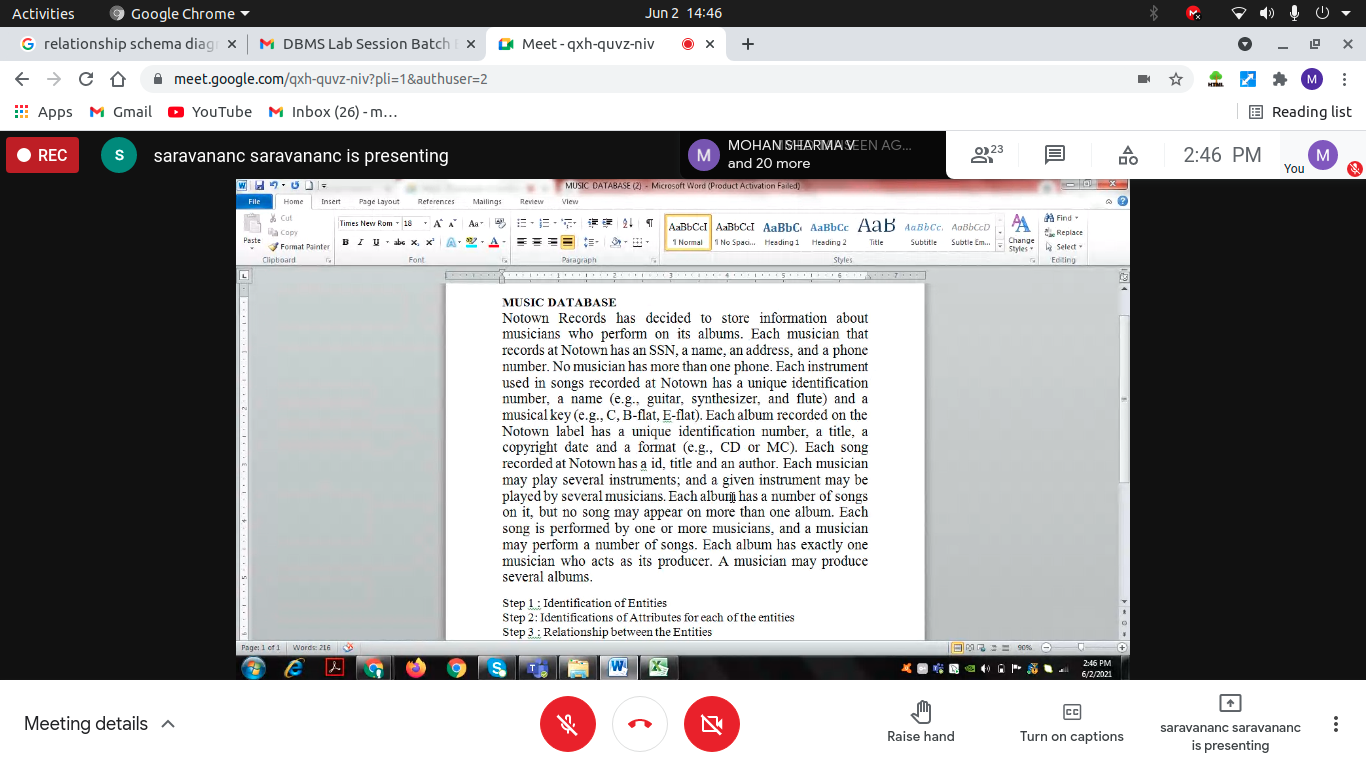 Activities
Google Chrome
Jun 2 14:46
relationship schema diag
DBMS Lab Session Batch
Meet - qxh-quvz-niv
meet.google.com/qxh-quvz-niv?pli=1&authuser=2
M
Apps
Gmail
YouTube
Inbox (26) - m…
Reading list
REC
S
saravananc saravananc is presenting
M
MOHAN SHARMA V
and 20 more
23
2:46 PM
You
M
MUSIC DATABASE (2) - Microsoft Word (Product Activation Failed)
File Home Insert Page Layout References Mailings Review View
Paste
Cut
Copy
Format Painter
Clipboard
Times New Rom
18
Font
Paragraph
AaBbCcI AaBbCcI AaBbC AaBbCc AaB AaBbCc. AaBbCcD
¶ Normal ¶ No Spaci... Heading 1 Heading 2 Title Subtitle Subtle Em...
Change Styles
Styles
Find
Replace
Select
Editing
MUSIC DATABASE
Notown Records has decided to store information about
musicians who perform on its albums. Each musician that
records at Notown has an SSN, a name, an address, and a phone
number. No musician has more than one phone. Each instrument
used in songs recorded at Notown has a unique identification
number, a name (e.g., guitar, synthesizer, and flute) and a
musical key (e.g., C, B-flat, E-flat). Each album recorded on the
Notown label has a unique identification number, a title, a
copyright date and a format (e.g., CD or MC). Each song
recorded at Notown has a id, title and an author. Each musician
may play several instruments; and a given instrument may be
played by several musicians. Each album has a number of songs
on it, but no song may appear on more than one album. Each
song is performed by one or more musicians, and a musician
may perform a number of songs. Each album has exactly one
musician who acts as its producer. A musician may produce
several albums.
Step 1 : Identification of Entities
Step 2: Identifications of Attributes for each of the entities
Step 3 : Relationship between the Entities
Page: 1 of 1 Words: 216
90%
2:46 PM
6/2/2021
Meeting details
Raise hand
Turn on captions
saravananc saravananc
is presenting